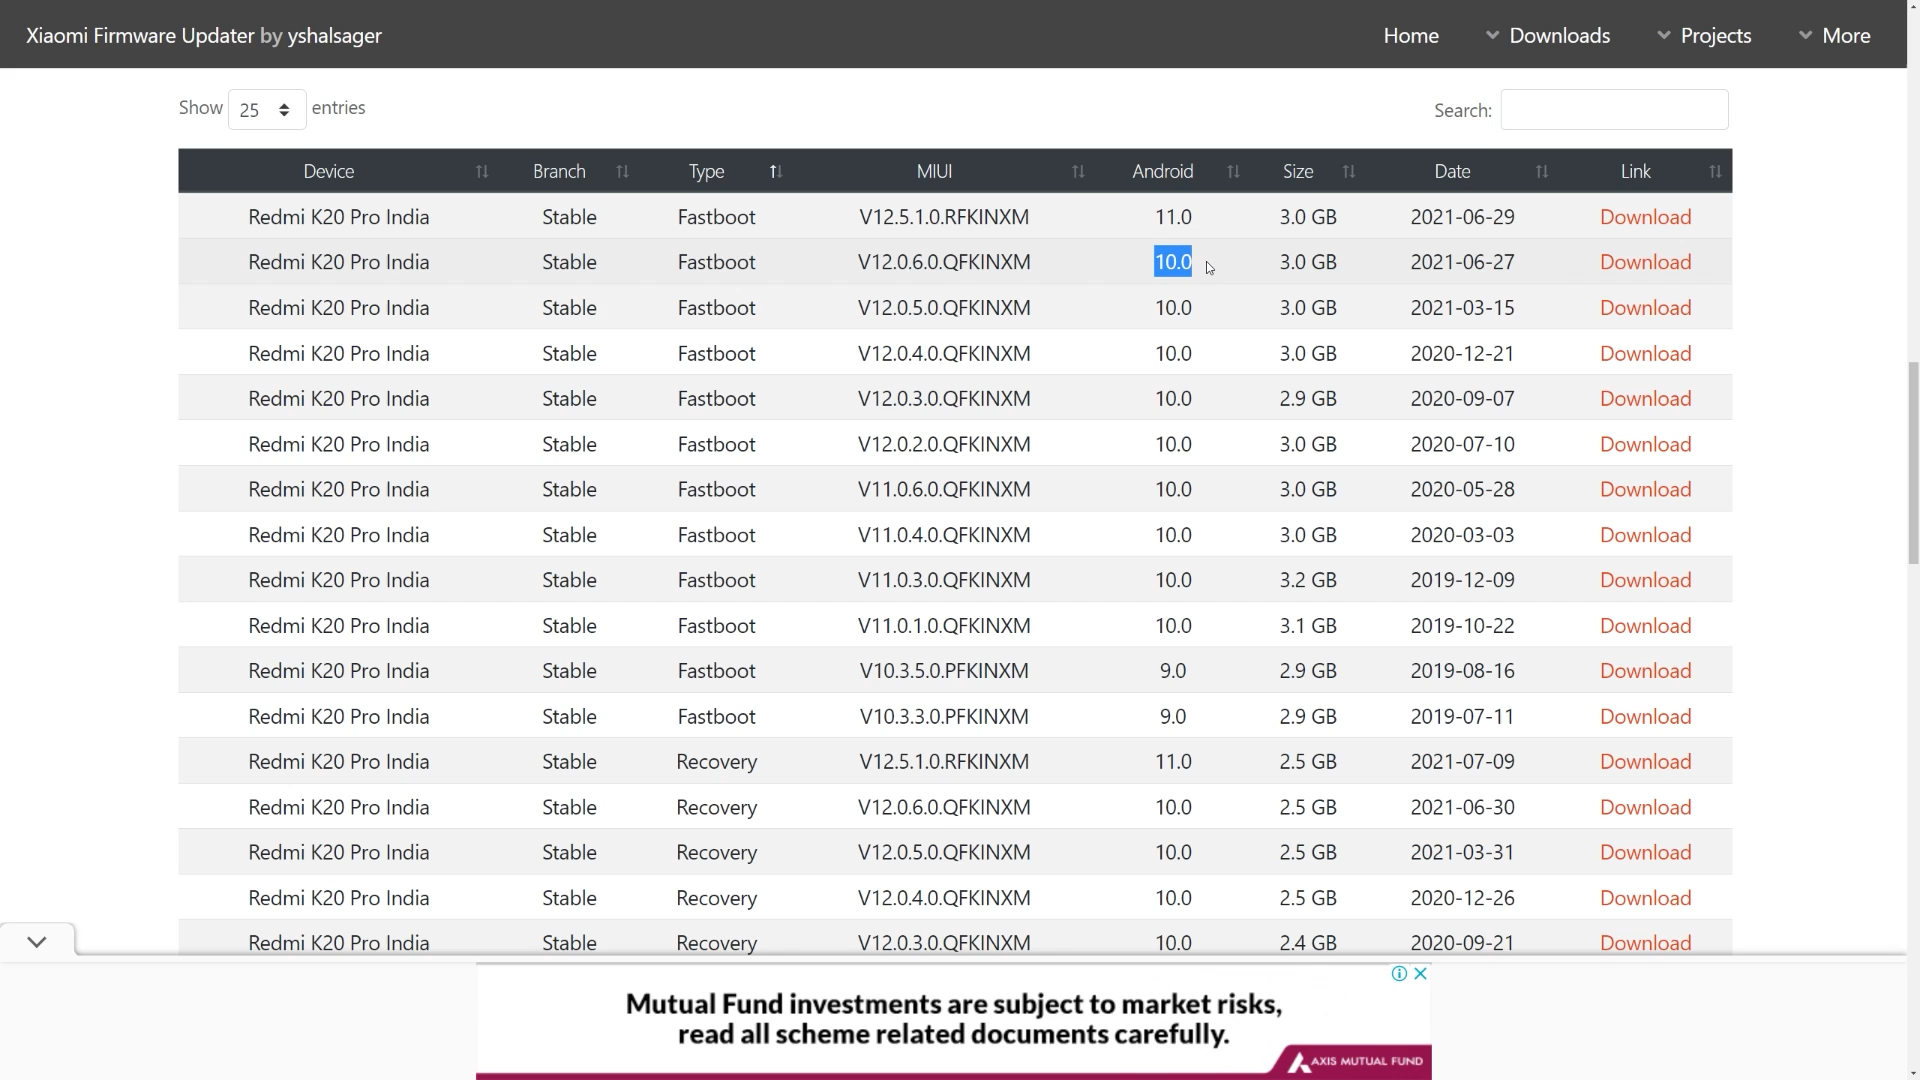 Xiaomi Firmware Updater by yshalsager Home Downloads Projects More
Show 25 entries Search:
Device Branch Type MIUI Android Size Date Link
Redmi K20 Pro India Stable Fastboot V12.5.1.0.RFKINXM 11.0 3.0 GB 2021-06-29 Download
Redmi K20 Pro India Stable Fastboot V12.0.6.0.QFKINXM 10.0 3.0 GB 2021-06-27 Download
Redmi K20 Pro India Stable Fastboot V12.0.5.0.QFKINXM 10.0 3.0 GB 2021-03-15 Download
Redmi K20 Pro India Stable Fastboot V12.0.4.0.QFKINXM 10.0 3.0 GB 2020-12-21 Download
Redmi K20 Pro India Stable Fastboot V12.0.3.0.QFKINXM 10.0 2.9 GB 2020-09-07 Download
Redmi K20 Pro India Stable Fastboot V12.0.2.0.QFKINXM 10.0 3.0 GB 2020-07-10 Download
Redmi K20 Pro India Stable Fastboot V11.0.6.0.QFKINXM 10.0 3.0 GB 2020-05-28 Download
Redmi K20 Pro India Stable Fastboot V11.0.4.0.QFKINXM 10.0 3.0 GB 2020-03-03 Download
Redmi K20 Pro India Stable Fastboot V11.0.3.0.QFKINXM 10.0 3.2 GB 2019-12-09 Download
Redmi K20 Pro India Stable Fastboot V11.0.1.0.QFKINXM 10.0 3.1 GB 2019-10-22 Download
Redmi K20 Pro India Stable Fastboot V10.3.5.0.PFKINXM 9.0 2.9 GB 2019-08-16 Download
Redmi K20 Pro India Stable Fastboot V10.3.3.0.PFKINXM 9.0 2.9 GB 2019-07-11 Download
Redmi K20 Pro India Stable Recovery V12.5.1.0.RFKINXM 11.0 2.5 GB 2021-07-09 Download
Redmi K20 Pro India Stable Recovery V12.0.6.0.QFKINXM 10.0 2.5 GB 2021-06-30 Download
Redmi K20 Pro India Stable Recovery V12.0.5.0.QFKINXM 10.0 2.5 GB 2021-03-31 Download
Redmi K20 Pro India Stable Recovery V12.0.4.0.QFKINXM 10.0 2.5 GB 2020-12-26 Download
Redmi K20 Pro India Stable Recovery V12.0.3.0.QFKINXM 10.0 2.4 GB 2020-09-21 Download
Mutual Fund investments are subject to market risks,
read all scheme related documents carefully.
AXIS MUTUAL FUND